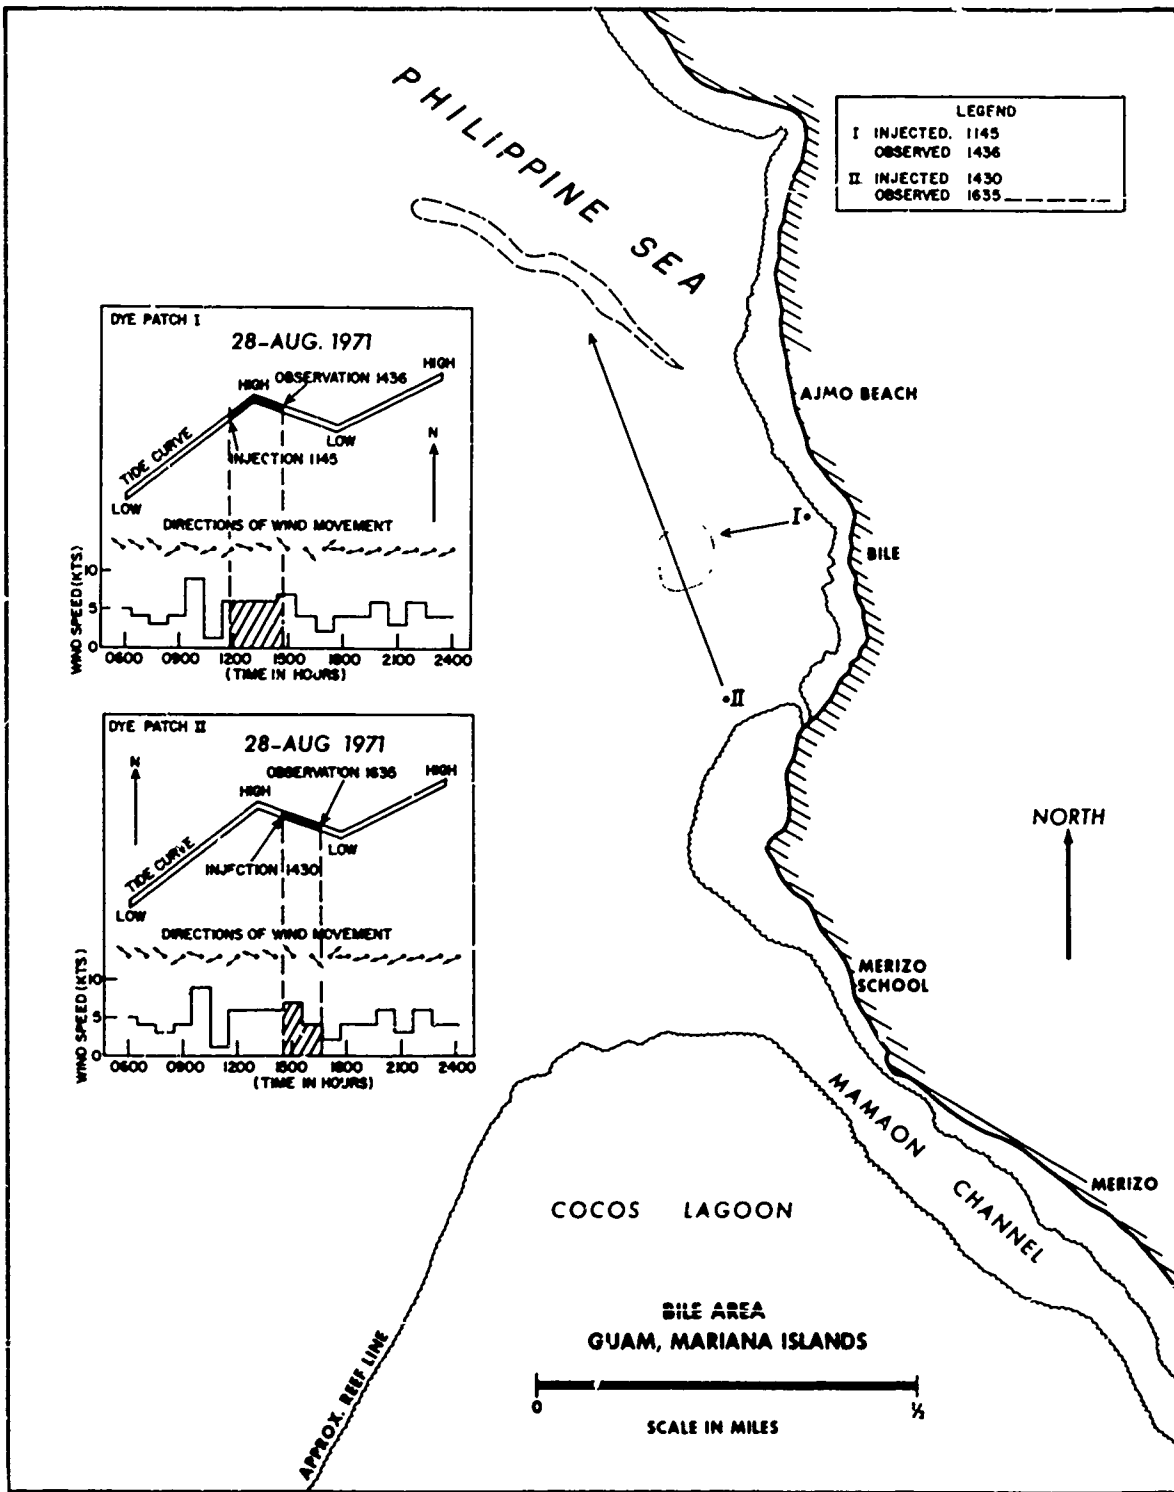 PHILIPPINE SEA
LEGEND
I INJECTED. 1145
OBSERVED 1436
II INJECTED 1430
OBSERVED 1635
DYE PATCH I
28-AUG. 1971
HIGH
OBSERVATION 1436
HIGH
TIDE CURVE
LOW
INJECTION 1145
LOW
N
DIRECTIONS OF WIND MOVEMENT
WIND SPEED (KTS.)
10
5
0
0600 0900 1200 1500 1800 2100 2400
(TIME IN HOURS)
AJMO BEACH
I
BILE
II
DYE PATCH II
28-AUG 1971
N
OBSERVATION 1635
HIGH
HIGH
TIDE CURVE
LOW
INJECTION 1430
LOW
DIRECTIONS OF WIND MOVEMENT
WIND SPEED (KTS.)
10
5
0
0600 0900 1200 1500 1800 2100 2400
(TIME IN HOURS)
NORTH
MERIZO
SCHOOL
MAMAON CHANNEL
MERIZO
COCOS LAGOON
BILE AREA
GUAM, MARIANA ISLANDS
0 ½
SCALE IN MILES
APPROX. REEF LINE